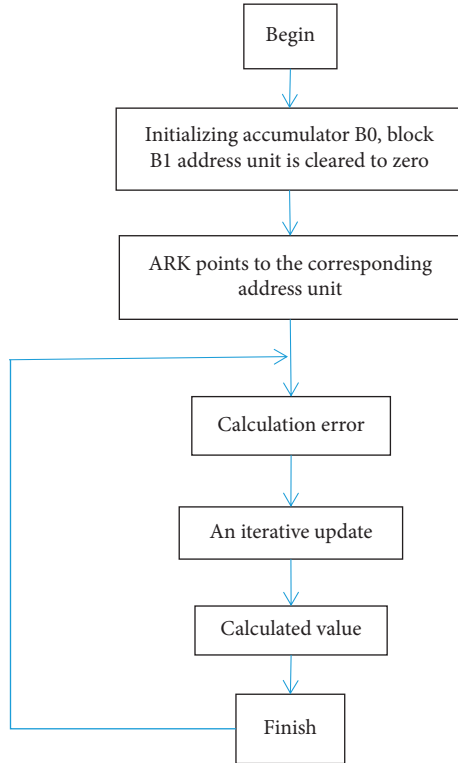 Begin
Initializing accumulator B0, block
B1 address unit is cleared to zero
ARK points to the corresponding
address unit
Calculation error
An iterative update
Calculated value
Finish